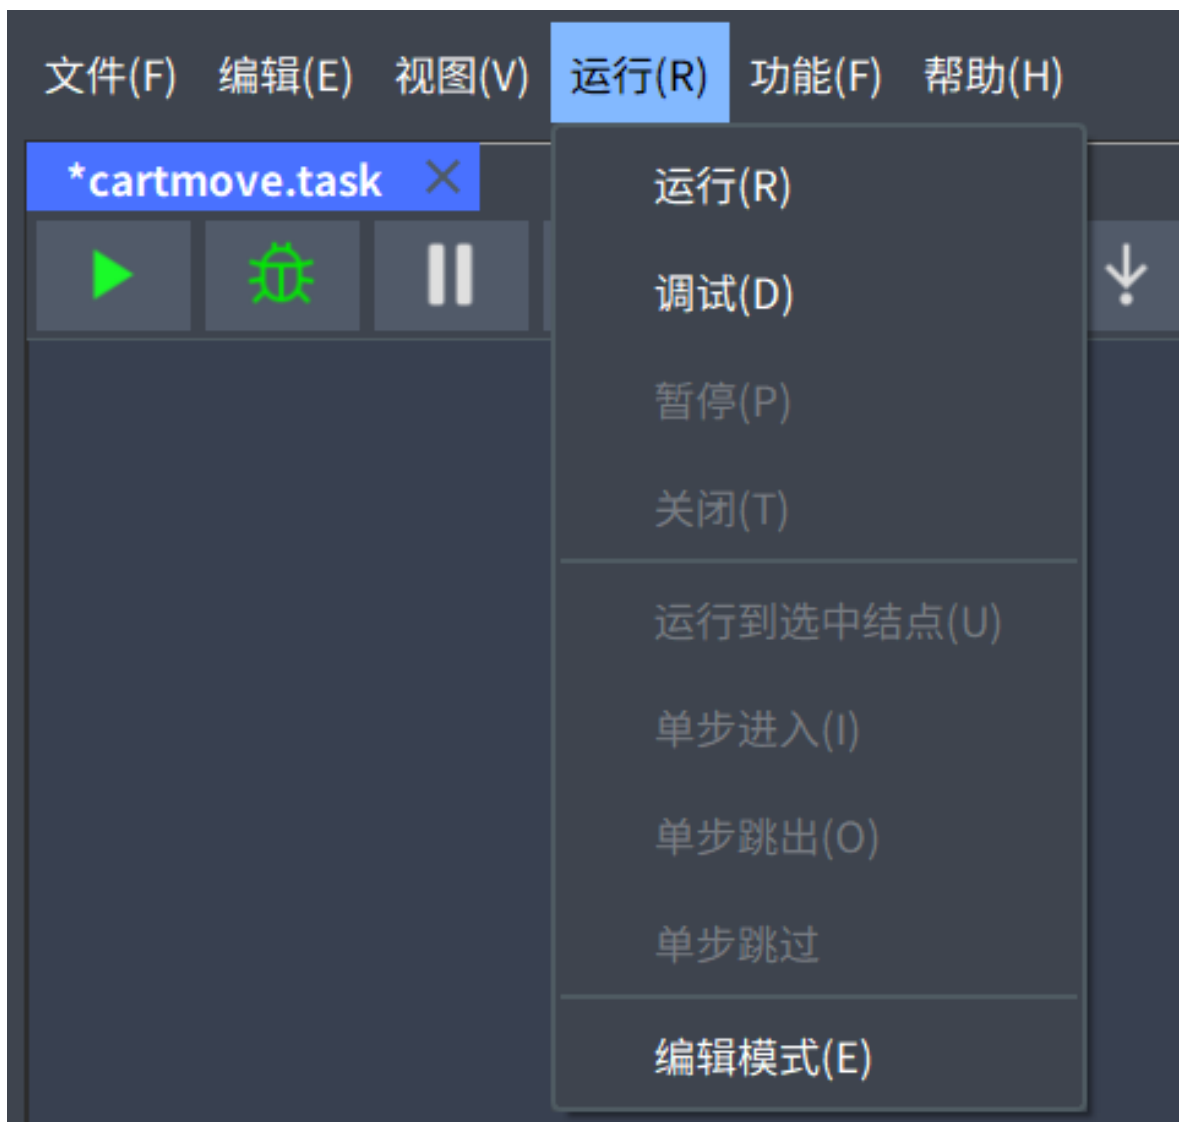 文件(F) 编辑(E) 视图(V) 运行(R) 功能(F) 帮助(H)
*cartmove.task
运行(R)
调试(D)
暂停(P)
关闭(T)
运行到选中结点(U)
单步进入(I)
单步跳出(O)
单步跳过
编辑模式(E)